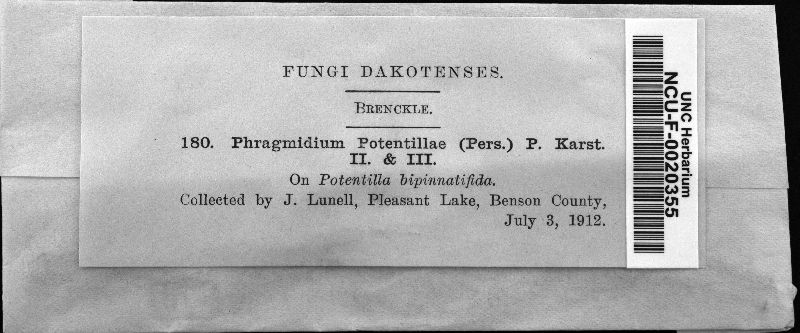 FUNGI DAKOTENSES.
BRENCKLE.
180. Phragmidium Potentillae (Pers.) P. Karst.
II. & III.
On Potentilla bipinnatifida.
Collected by J. Lunell, Pleasant Lake, Benson County,
July 3, 1912.
UNC Herbarium
NCU-F-0020355